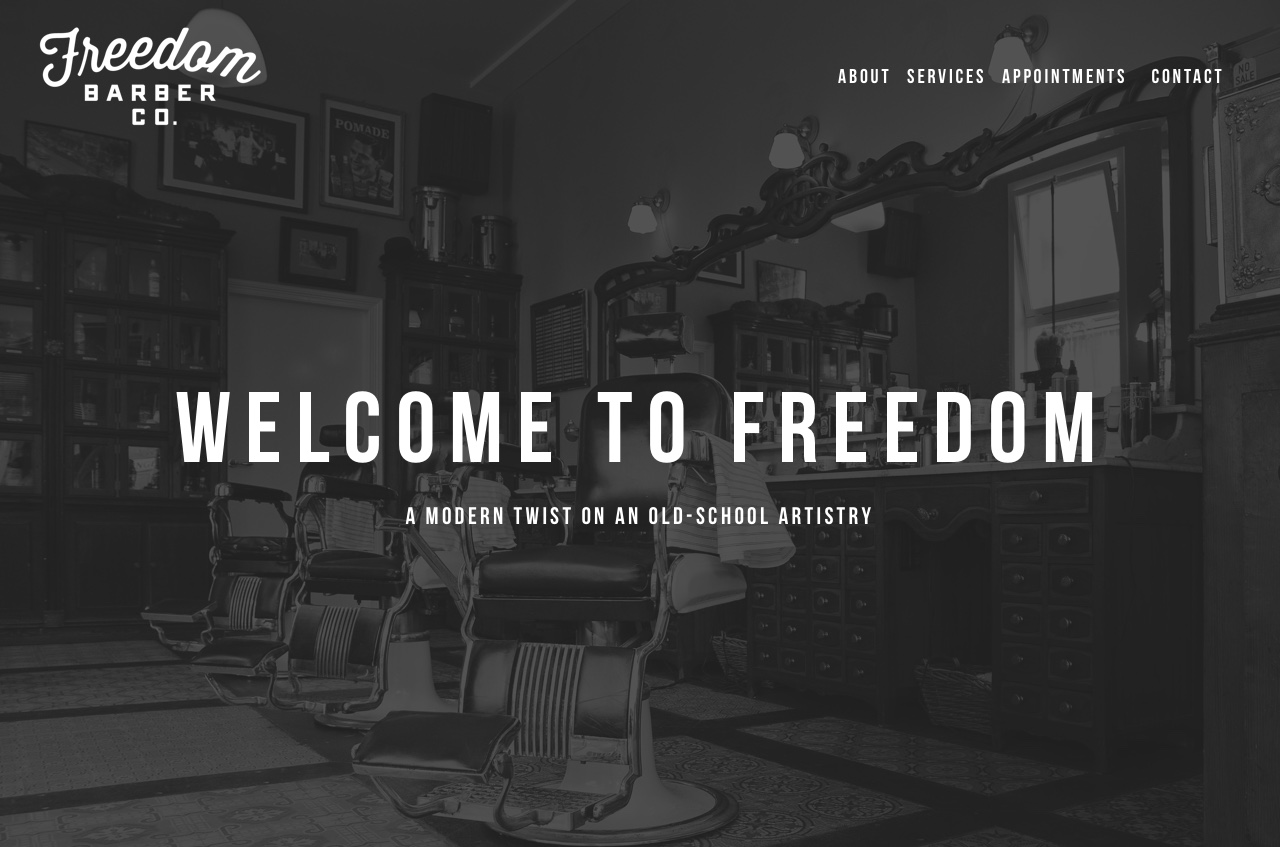 Freedom
BARBER
CO.
ABOUT SERVICES APPOINTMENTS CONTACT
NO
SALE
POMADE
WELCOME TO FREEDOM
A MODERN TWIST ON AN OLD-SCHOOL ARTISTRY